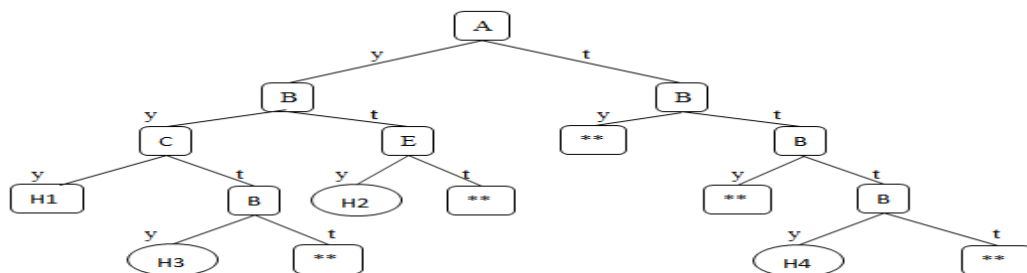 A
y t
B B
y t y t
C E ** B
y t y t y t
H1 B H2 ** ** B
y t y t
H3 ** H4 **